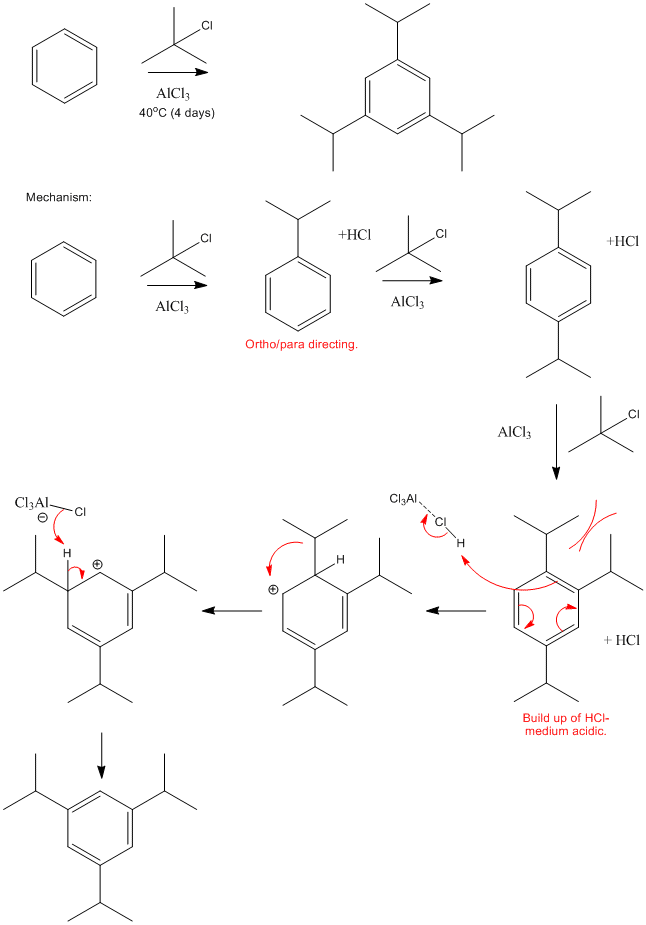 Cl
AlCl₃
40°C (4 days)
Mechanism:
Cl
AlCl₃
+HCl
Ortho/para directing.
Cl
AlCl₃
+HCl
AlCl₃
Cl
Cl₃Al
⊖
Cl
H
⊕
H
⊕
Cl₃Al
Cl
H
+ HCl
Build up of HCl-
medium acidic.